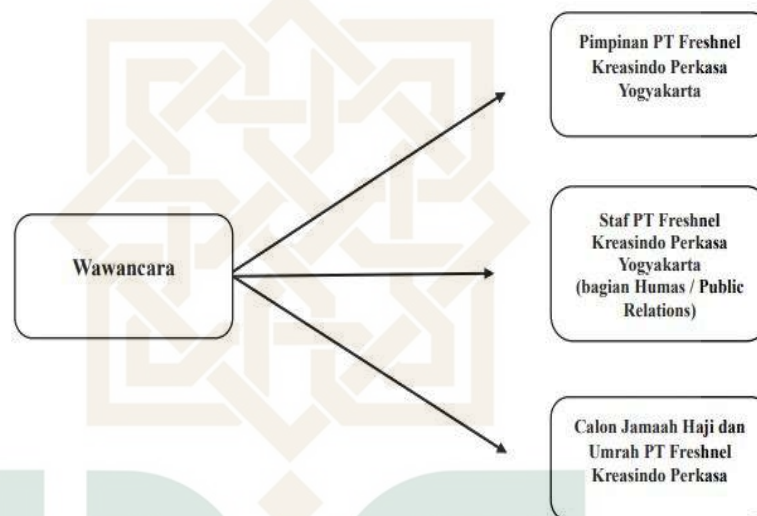 Pimpinan PT Freshnel
Kreasindo Perkasa
Yogyakarta
Wawancara
Staf PT Freshnel
Kreasindo Perkasa
Yogyakarta
(bagian Humas / Public
Relations)
Calon Jamaah Haji dan
Umrah PT Freshnel
Kreasindo Perkasa